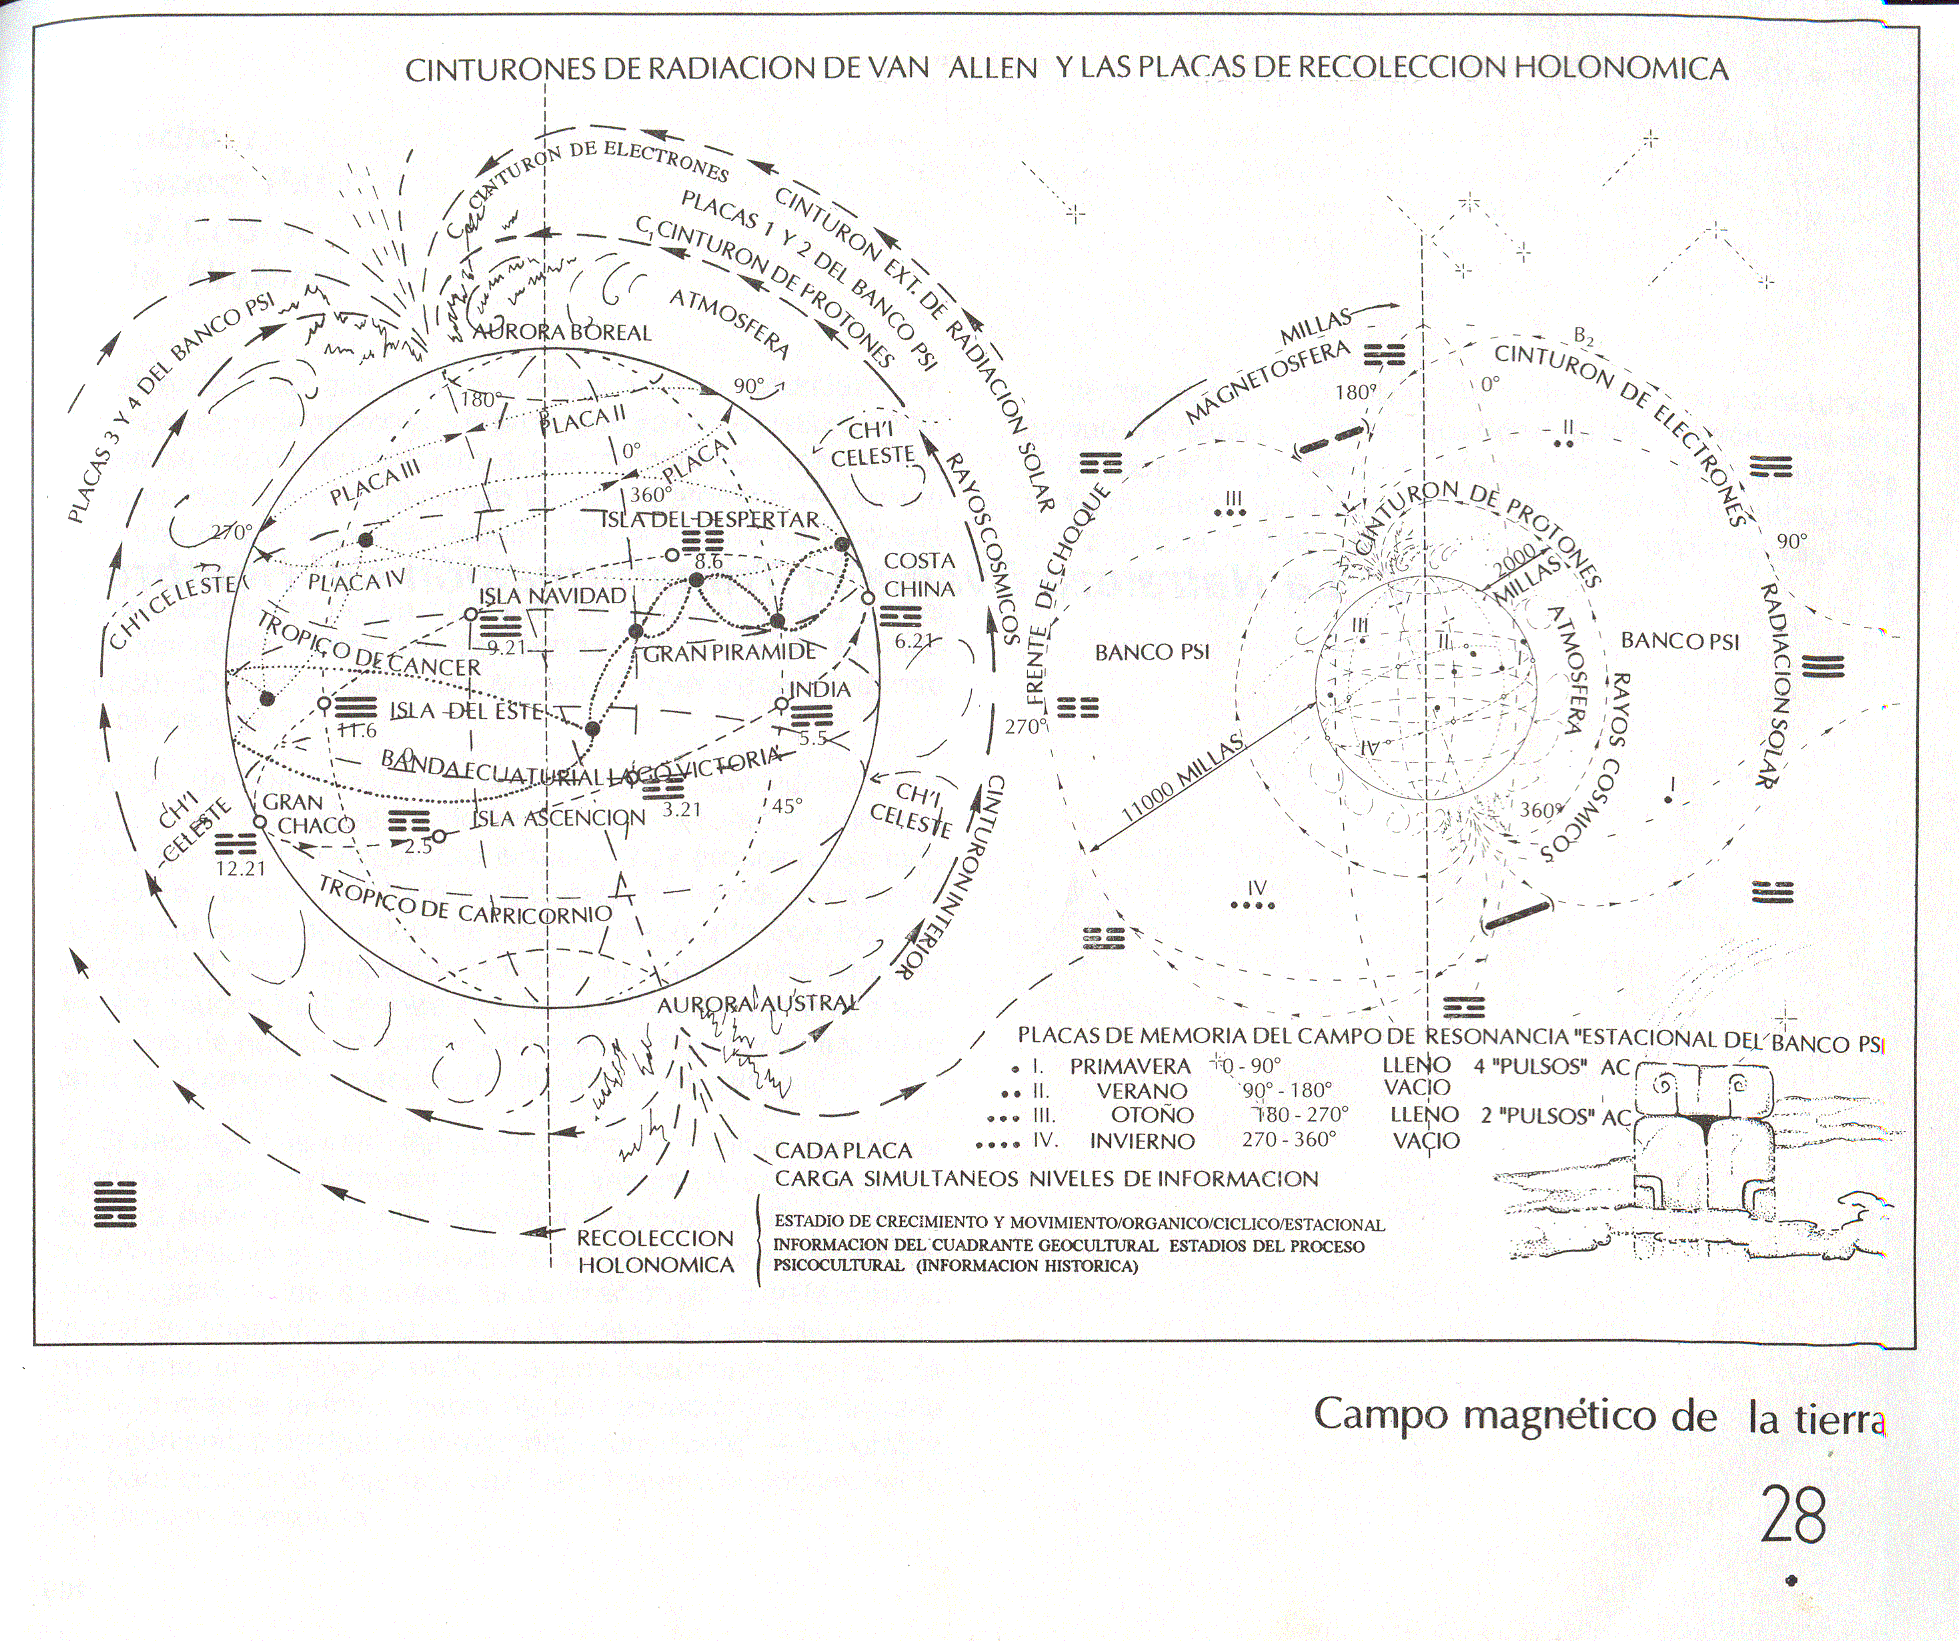 CINTURONES DE RADIACION DE VAN ALLEN Y LAS PLACAS DE RECOLECCION HOLONOMICA
CINTURON DE ELECTRONES
CINTURON EXT. DE RADIACION SOLAR
PLACAS 1 Y 2 DEL BANCO PSI
C1 CINTURON DE PROTONES
ATMOSFERA
PLACAS 3 Y 4 DEL BANCO PSI
AURORA BOREAL
180°
90°
PLACA II
0°
PLACA I
PLACA III
360°
270°
CH'I
CELESTE
RAYOS COSMICOS
ISLA DEL DESPERTAR
8.6
COSTA
CHINA
6.21
PLACA IV
CH'I CELESTE
ISLA NAVIDAD
9.21
TROPICO DE CANCER
GRAN PIRAMIDE
INDIA
5.5
ISLA DEL ESTE
11.6
BANDA ECUATURIAL LAGO VICTORIA
3.21
45°
CH'I
CELESTE
CH'I
CELESTE
GRAN
CHACO
12.21
2.5
ISLA ASCENCION
TROPICO DE CAPRICORNIO
CINTURON INTERIOR
AURORA AUSTRAL
MILLAS
MAGNETOSFERA
180°
0°
B2
CINTURON DE ELECTRONES
II
III
FRENTE DE CHOQUE
CINTURON DE PROTONES
2000
MILLAS
90°
RADIACION SOLAR
III
II
I
IV
ATMOSFERA
RAYOS COSMICOS
BANCO PSI
BANCO PSI
270°
11000 MILLAS
360°
I
IV
PLACAS DE MEMORIA DEL CAMPO DE RESONANCIA "ESTACIONAL DEL BANCO PSI
• I. PRIMAVERA 0 - 90° LLENO 4 "PULSOS" AC
•• II. VERANO 90° - 180° VACIO
••• III. OTOÑO 180 - 270° LLENO 2 "PULSOS" AC
•••• IV. INVIERNO 270 - 360° VACIO
CADA PLACA
CARGA SIMULTANEOS NIVELES DE INFORMACION
RECOLECCION
HOLONOMICA
ESTADIO DE CRECIMIENTO Y MOVIMIENTO/ORGANICO/CICLICO/ESTACIONAL
INFORMACION DEL CUADRANTE GEOCULTURAL ESTADIOS DEL PROCESO
PSICOCULTURAL (INFORMACION HISTORICA)
Campo magnético de la tierra
28